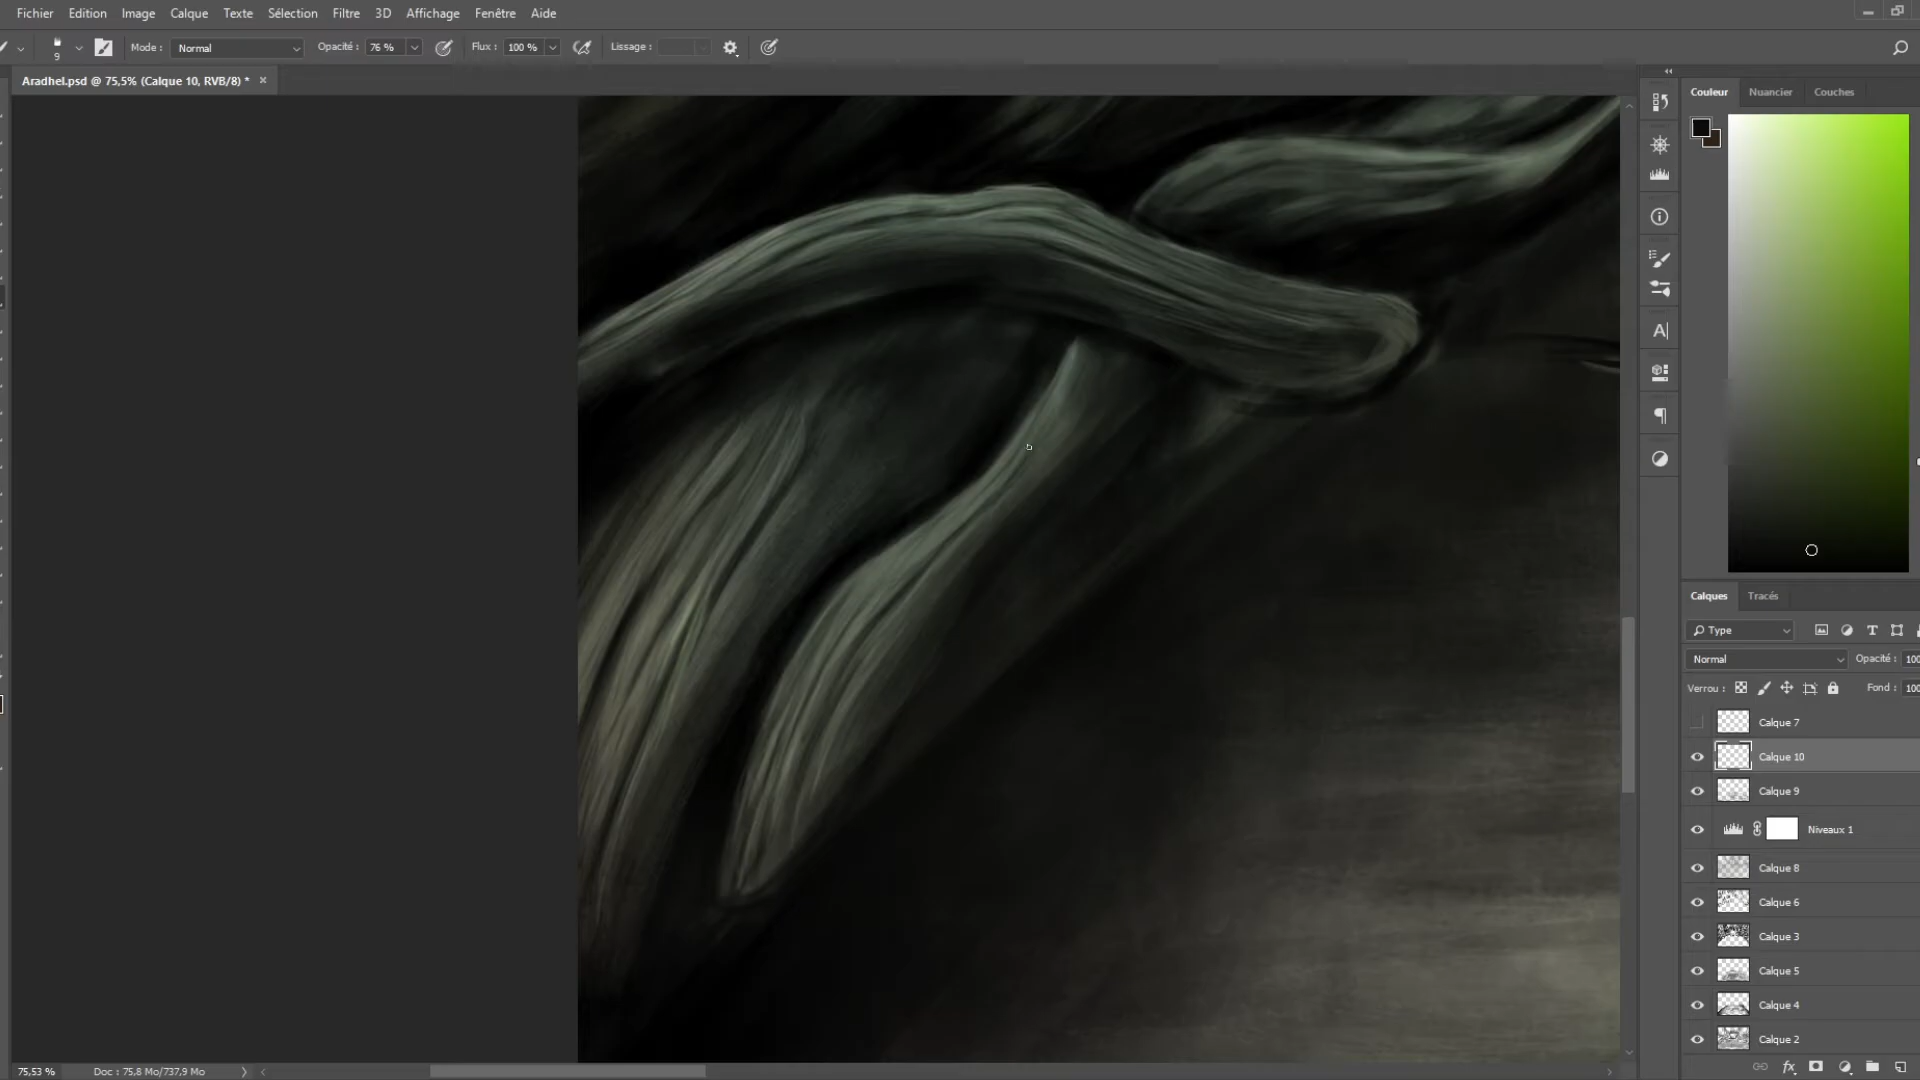 Fichier Edition Image Calque Texte Sélection Filtre 3D Affichage Fenêtre Aide
9 Mode : Normal Opacité : 76 % Flux : 100 % Lissage :
Aradhel.psd @ 75,5% (Calque 10, RVB/8) * ×
Couleur Nuancier Couches
Calques Tracés
Type
Normal Opacité : 100
Verrou : Fond : 100
Calque 7
Calque 10
Calque 9
Niveaux 1
Calque 8
Calque 6
Calque 3
Calque 5
Calque 4
Calque 2
75,53 % Doc : 75,8 Mo/737,9 Mo